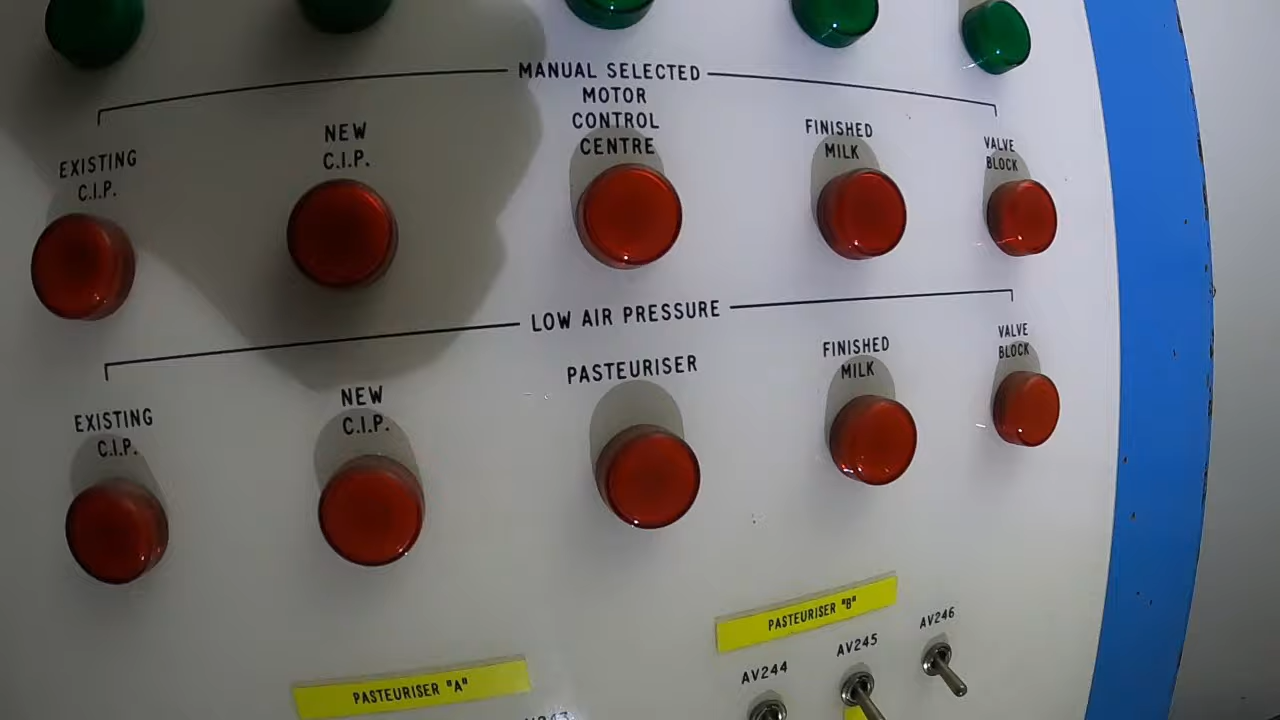 MANUAL SELECTED
EXISTING
C.I.P.
NEW
C.I.P.
MOTOR
CONTROL
CENTRE
FINISHED
MILK
VALVE
BLOCK
LOW AIR PRESSURE
EXISTING
C.I.P.
NEW
C.I.P.
PASTEURISER
FINISHED
MILK
VALVE
BLOCK
PASTEURISER "A"
PASTEURISER "B"
AV244
AV245
AV246